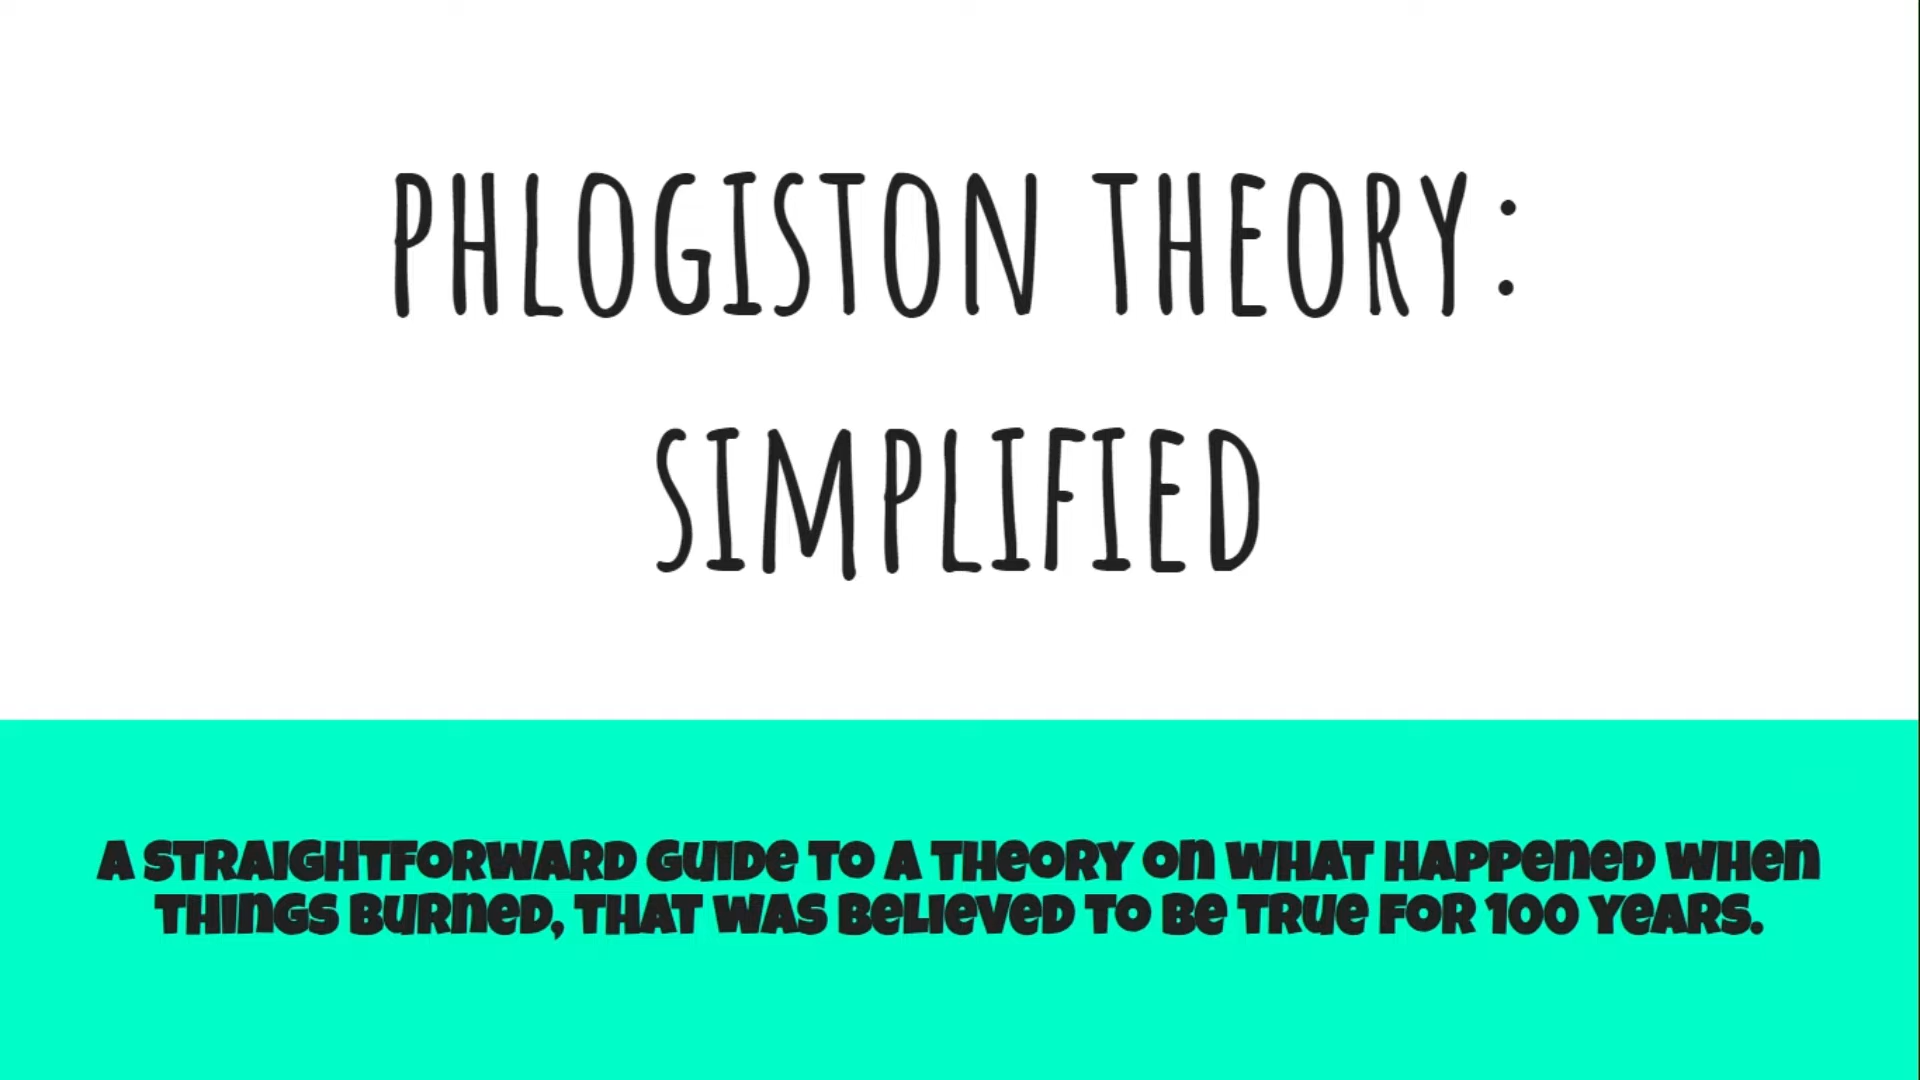 PHLOGISTON THEORY:
SIMPLIFIED
A STRAIGHTFORWARD GUIDE TO A THEORY ON WHAT HAPPENED WHEN
THINGS BURNED, THAT WAS BELIEVED TO BE TRUE FOR 100 YEARS.